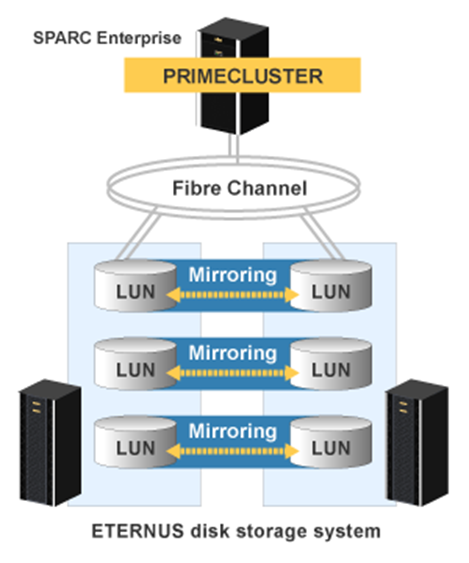 SPARC Enterprise
PRIMECLUSTER
Fibre Channel
Mirroring
LUN LUN
Mirroring
LUN LUN
Mirroring
LUN LUN
ETERNUS disk storage system